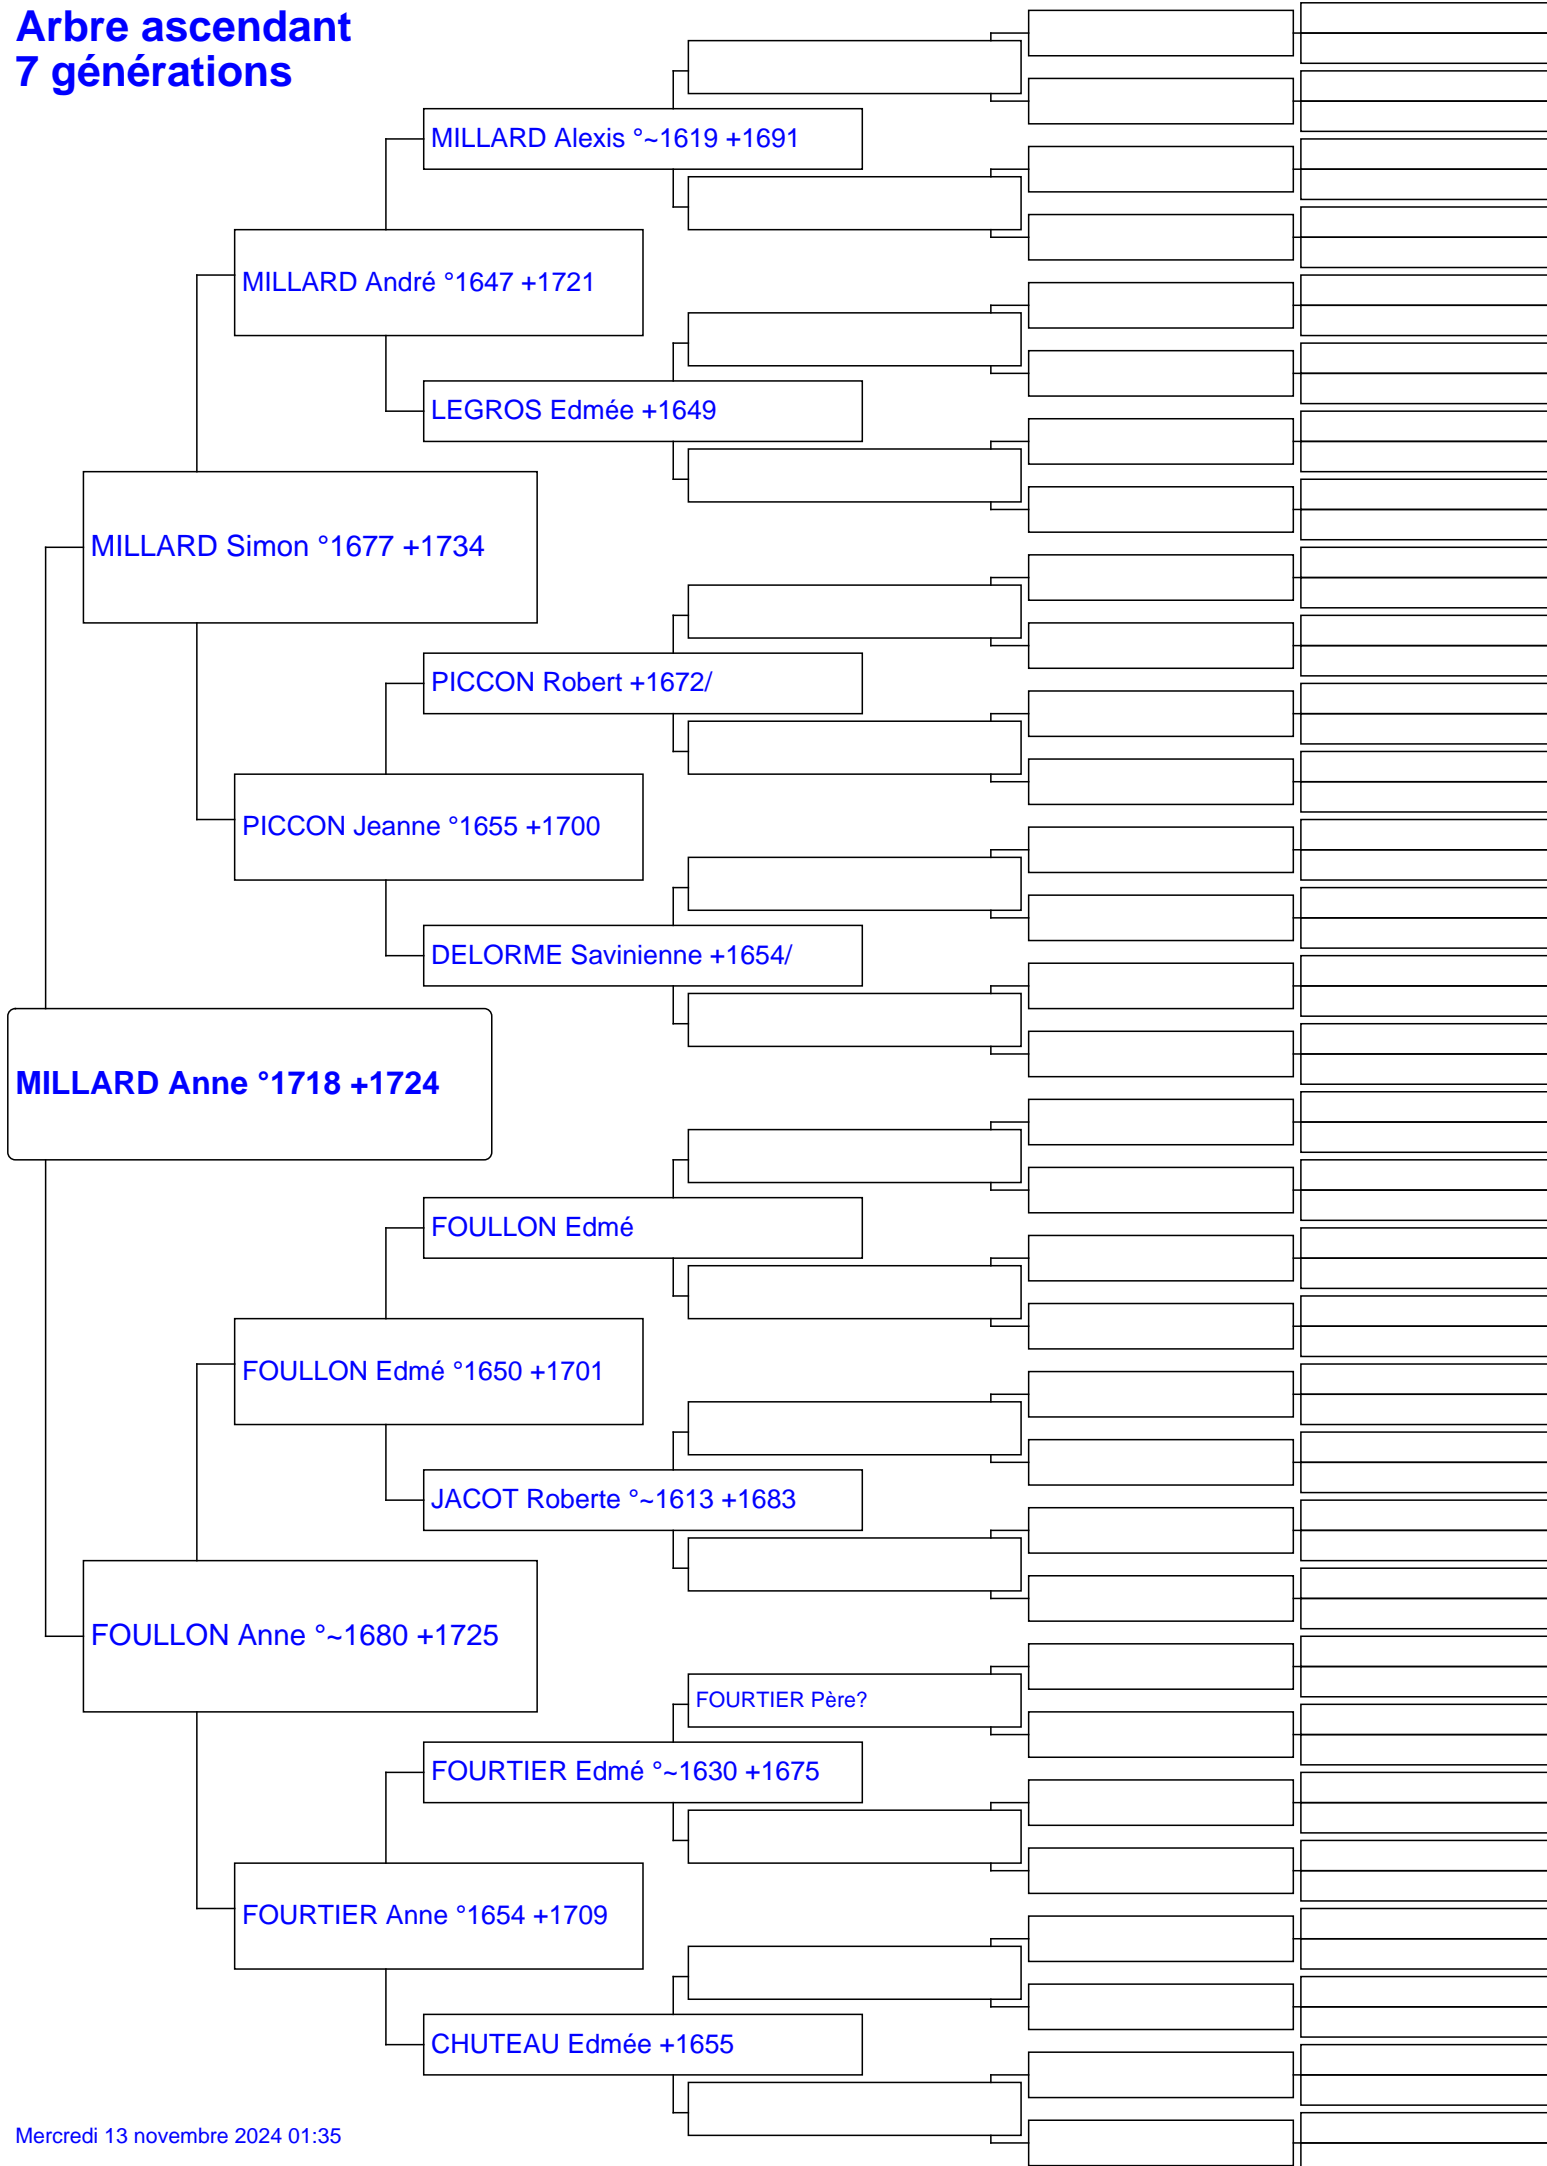 Arbre ascendant
7 générations
MILLARD Alexis °~1619 +1691
MILLARD André °1647 +1721
LEGROS Edmée +1649
MILLARD Simon °1677 +1734
PICCON Robert +1672/
PICCON Jeanne °1655 +1700
DELORME Savinienne +1654/
MILLARD Anne °1718 +1724
FOULLON Edmé
FOULLON Edmé °1650 +1701
JACOT Roberte °~1613 +1683
FOULLON Anne °~1680 +1725
FOURTIER Père?
FOURTIER Edmé °~1630 +1675
FOURTIER Anne °1654 +1709
CHUTEAU Edmée +1655
Mercredi 13 novembre 2024 01:35